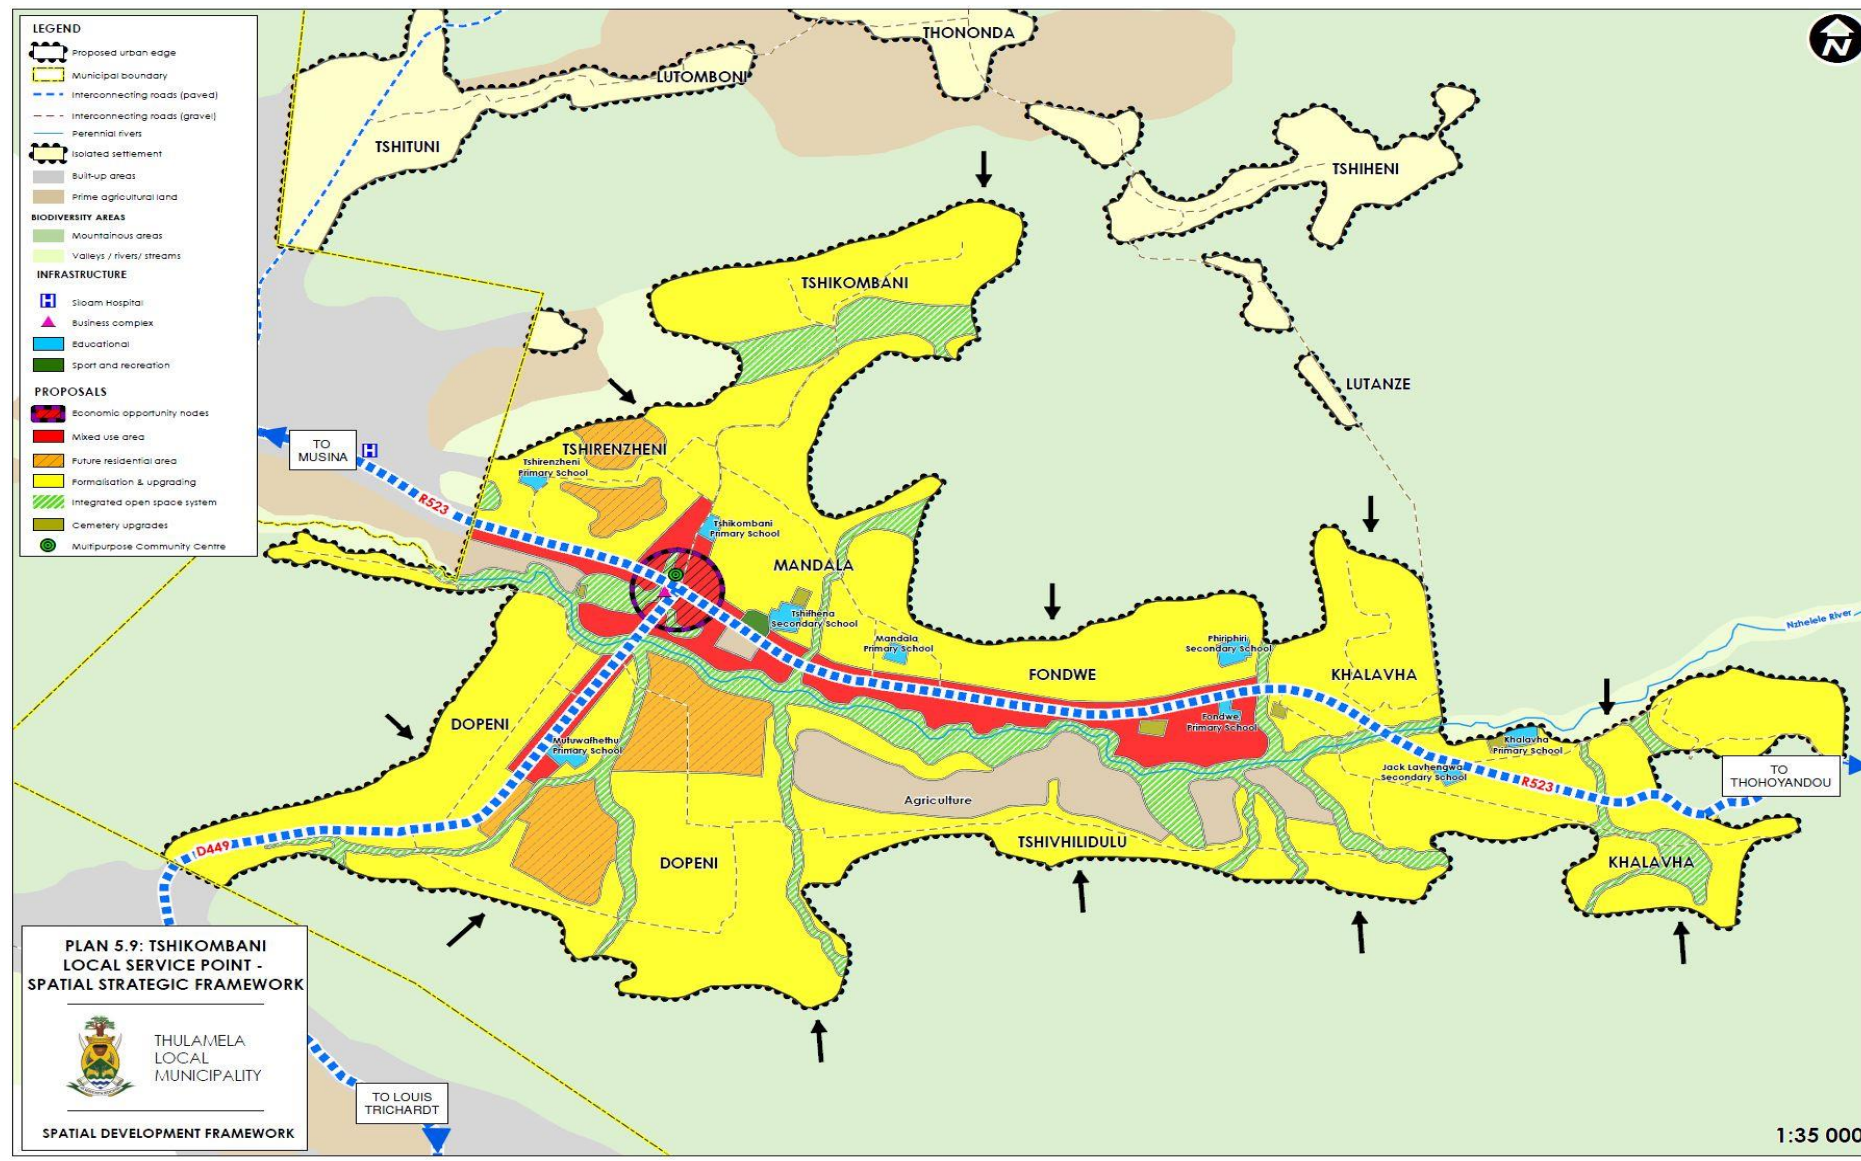 LEGEND
Proposed urban edge
Municipal boundary
Interconnecting roads (paved)
Interconnecting roads (gravel)
Perennial rivers
Isolated settlement
Built-up areas
Prime agricultural land
BIODIVERSITY AREAS
Mountainous areas
Valleys / rivers/ streams
INFRASTRUCTURE
H Siloam Hospital
Business complex
Educational
Sport and recreation
PROPOSALS
Economic opportunity nodes
Mixed use area
Future residential area
Formalisation & upgrading
Integrated open space system
Cemetery upgrades
Multipurpose Community Centre
N
THONONDA
LUTOMBONI
TSHITUNI
TSHIHENI
TSHIKOMBANI
LUTANZE
TO
MUSINA
H
R523
TSHIRENZHENI
Tshirenzheni
Primary School
Tshikombani
Primary School
MANDALA
Tshifhena
Secondary School
Mandala
Primary School
Phiriphiri
Secondary School
Nzhelele River
FONDWE
KHALAVHA
DOPENI
Fondwe
Primary School
Mutuwafhethu
Primary School
Khalavha
Primary School
Jack Lavhengwa
Secondary School
R523
TO
THOHOYANDOU
Agriculture
TSHIVHILIDULU
D449
DOPENI
KHALAVHA
PLAN 5.9: TSHIKOMBANI
LOCAL SERVICE POINT -
SPATIAL STRATEGIC FRAMEWORK
THULAMELA
LOCAL
MUNICIPALITY
SPATIAL DEVELOPMENT FRAMEWORK
TO LOUIS
TRICHARDT
1:35 000